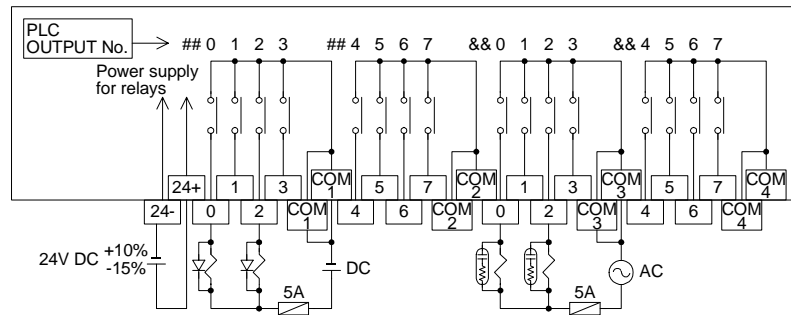 PLC
OUTPUT No.
## 0 1 2 3 ## 4 5 6 7 && 0 1 2 3 && 4 5 6 7
Power supply
for relays
24+ 1 3 COM 1 5 7 COM 2 1 3 COM 3 5 7 COM 4
24- 0 2 COM 1 4 6 COM 2 0 2 COM 3 4 6 COM 4
24V DC +10%
-15%
DC
AC
5A 5A